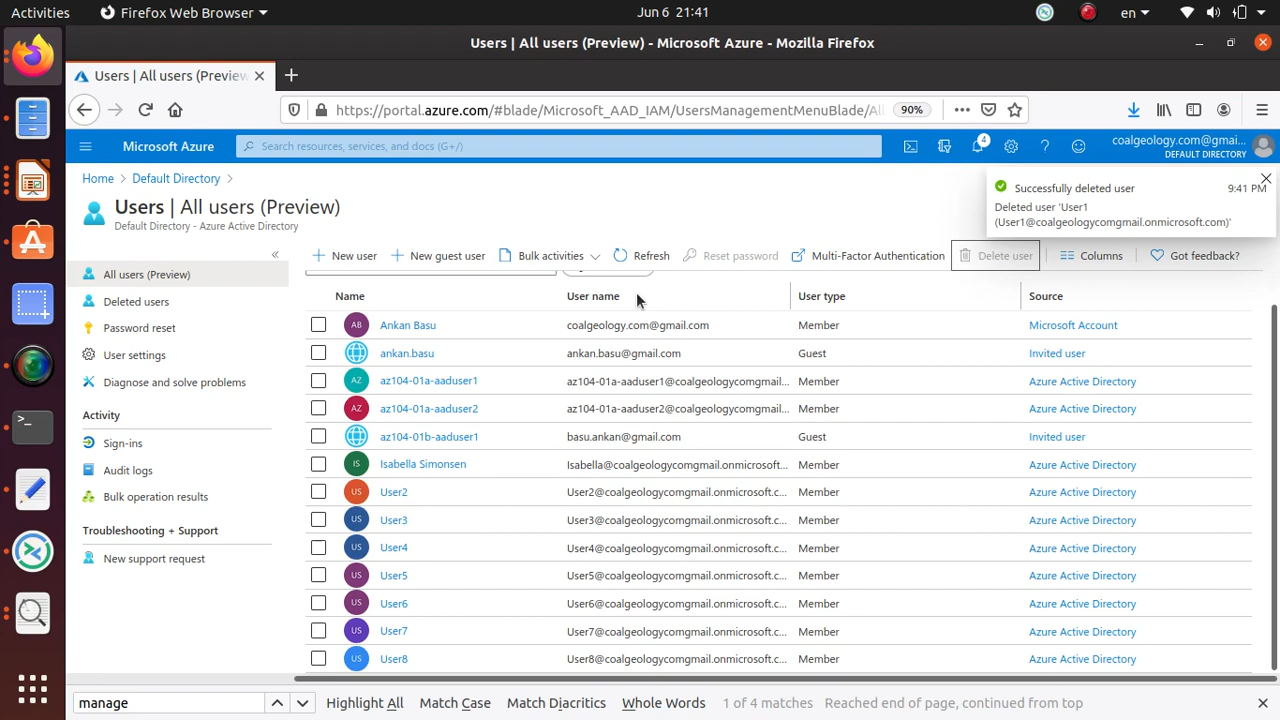 Activities
Firefox Web Browser
Jun 6 21:41
en
Users | All users (Preview) - Microsoft Azure - Mozilla Firefox
Users | All users (Preview
https://portal.azure.com/#blade/Microsoft_AAD_IAM/UsersManagementMenuBlade/Al
90%
Microsoft Azure
Search resources, services, and docs (G+/)
4
coalgeology.com@gmai...
DEFAULT DIRECTORY
Home
Default Directory
Users | All users (Preview)
Default Directory - Azure Active Directory
Successfully deleted user
9:41 PM
Deleted user 'User1
(User1@coalgeologycomgmail.onmicrosoft.com)'
New user
New guest user
Bulk activities
Refresh
Reset password
Multi-Factor Authentication
Delete user
Columns
Got feedback?
All users (Preview)
Deleted users
Password reset
User settings
Diagnose and solve problems
Activity
Sign-ins
Audit logs
Bulk operation results
Troubleshooting + Support
New support request
Name User name User type Source
AB Ankan Basu coalgeology.com@gmail.com Member Microsoft Account
ankan.basu ankan.basu@gmail.com Guest Invited user
AZ az104-01a-aaduser1 az104-01a-aaduser1@coalgeologycomgmail... Member Azure Active Directory
AZ az104-01a-aaduser2 az104-01a-aaduser2@coalgeologycomgmail... Member Azure Active Directory
az104-01b-aaduser1 basu.ankan@gmail.com Guest Invited user
IS Isabella Simonsen Isabella@coalgeologycomgmail.onmicrosoft... Member Azure Active Directory
US User2 User2@coalgeologycomgmail.onmicrosoft.c... Member Azure Active Directory
US User3 User3@coalgeologycomgmail.onmicrosoft.c... Member Azure Active Directory
US User4 User4@coalgeologycomgmail.onmicrosoft.c... Member Azure Active Directory
US User5 User5@coalgeologycomgmail.onmicrosoft.c... Member Azure Active Directory
US User6 User6@coalgeologycomgmail.onmicrosoft.c... Member Azure Active Directory
US User7 User7@coalgeologycomgmail.onmicrosoft.c... Member Azure Active Directory
US User8 User8@coalgeologycomgmail.onmicrosoft.c... Member Azure Active Directory
manage
Highlight All Match Case Match Diacritics Whole Words 1 of 4 matches Reached end of page, continued from top